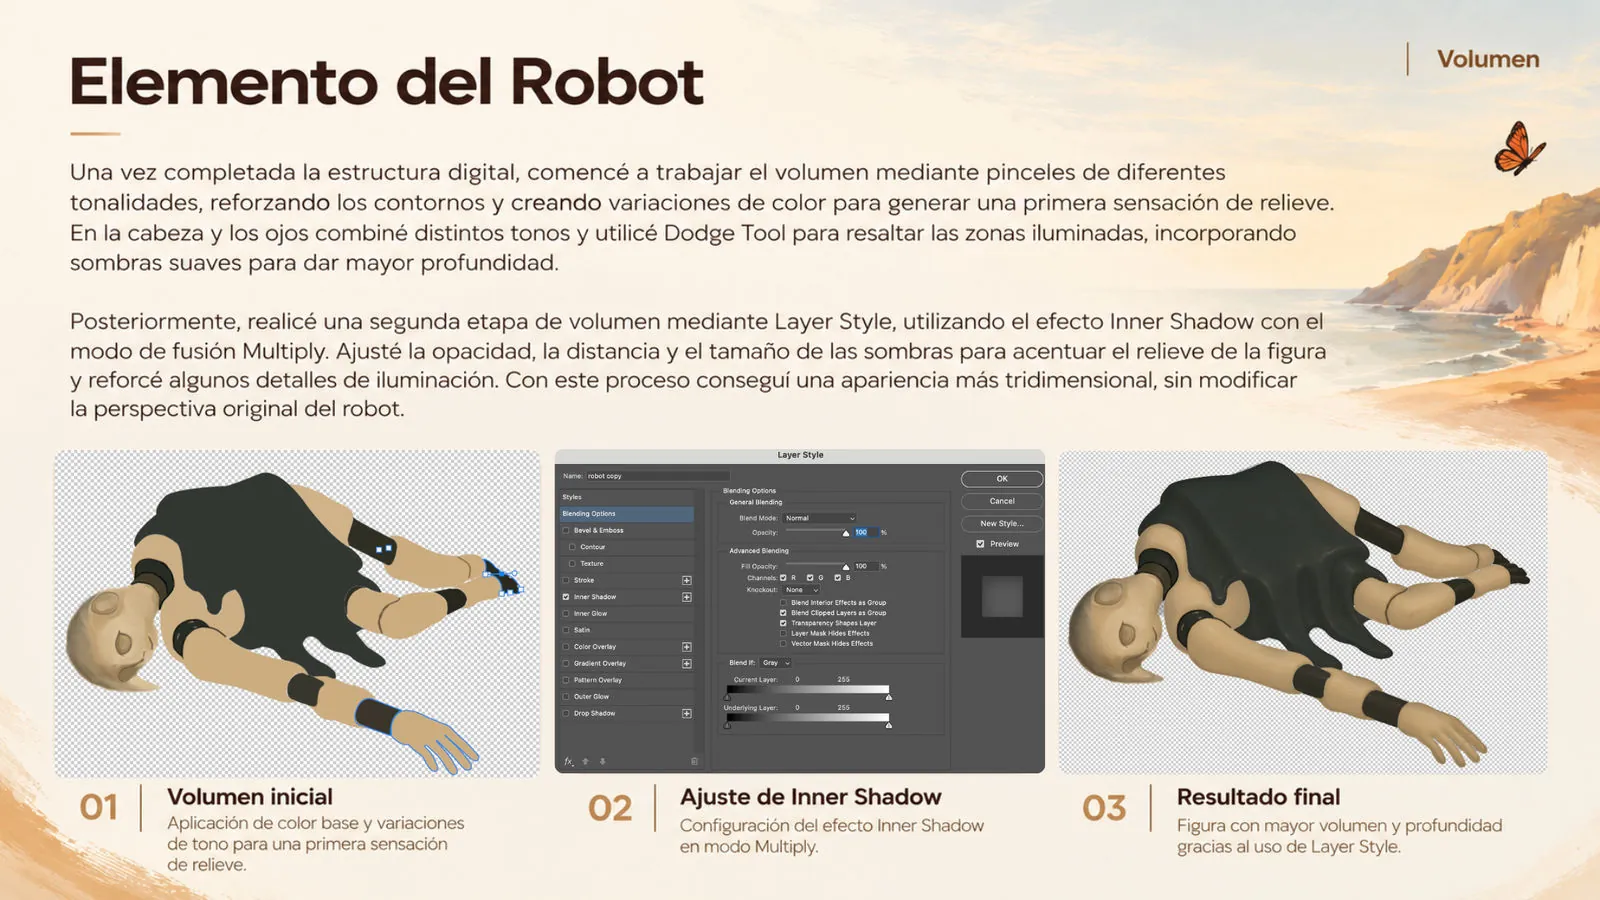 Elemento del Robot
Volumen
Una vez completada la estructura digital, comencé a trabajar el volumen mediante pinceles de diferentes
tonalidades, reforzando los contornos y creando variaciones de color para generar una primera sensación de relieve.
En la cabeza y los ojos combiné distintos tonos y utilicé Dodge Tool para resaltar las zonas iluminadas, incorporando
sombras suaves para dar mayor profundidad.
Posteriormente, realicé una segunda etapa de volumen mediante Layer Style, utilizando el efecto Inner Shadow con el
modo de fusión Multiply. Ajusté la opacidad, la distancia y el tamaño de las sombras para acentuar el relieve de la figura
y reforcé algunos detalles de iluminación. Con este proceso conseguí una apariencia más tridimensional, sin modificar
la perspectiva original del robot.
Layer Style
Name: robot copy
Styles
Blending Options
Bevel & Emboss
Contour
Texture
Stroke
Inner Shadow
Inner Glow
Satin
Color Overlay
Gradient Overlay
Pattern Overlay
Outer Glow
Drop Shadow
fx
Blending Options
General Blending
Blend Mode: Normal
Opacity: 100 %
Advanced Blending
Fill Opacity: 100 %
Channels: R G B
Knockout: None
Blend Interior Effects as Group
Blend Clipped Layers as Group
Transparency Shapes Layer
Layer Mask Hides Effects
Vector Mask Hides Effects
Blend If: Gray
Current Layer: 0 255
Underlying Layer: 0 255
OK
Cancel
New Style...
Preview
01
Volumen inicial
Aplicación de color base y variaciones
de tono para una primera sensación
de relieve.
02
Ajuste de Inner Shadow
Configuración del efecto Inner Shadow
en modo Multiply.
03
Resultado final
Figura con mayor volumen y profundidad
gracias al uso de Layer Style.